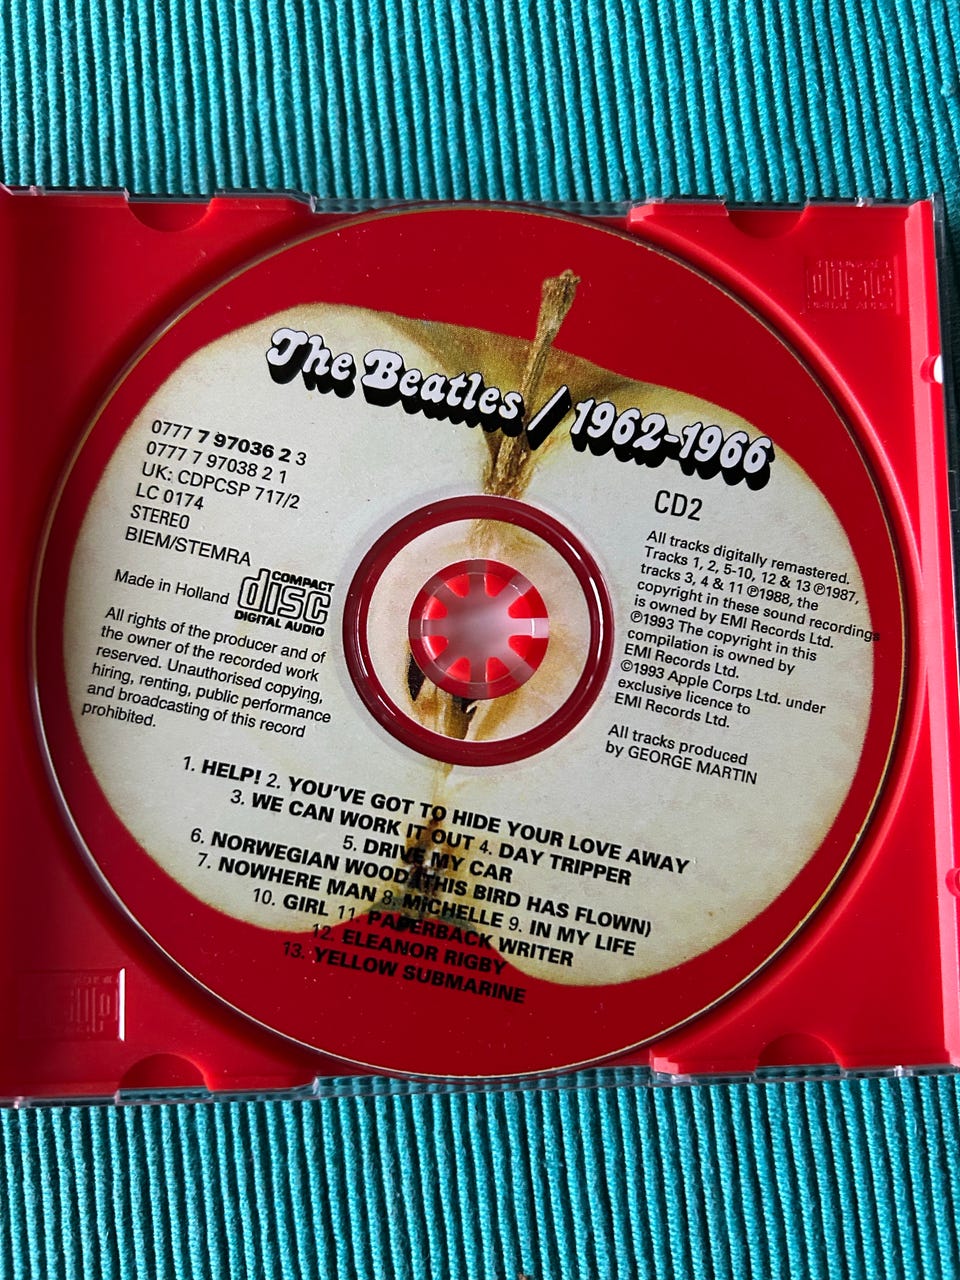 The Beatles / 1962-1966
0777 7 97036 2 3
0777 7 97038 2 1
UK: CDPCSP 717/2
LC 0174
STEREO
BIEM/STEMRA
Made in Holland
COMPACT
disc
DIGITAL AUDIO
All rights of the producer and of
the owner of the recorded work
reserved. Unauthorised copying,
hiring, renting, public performance
and broadcasting of this record
prohibited.
CD2
All tracks digitally remastered.
Tracks 1, 2, 5-10, 12 & 13 ℗1987,
tracks 3, 4 & 11 ℗1988, the
copyright in these sound recordings
is owned by EMI Records Ltd.
℗1993 The copyright in this
compilation is owned by
EMI Records Ltd.
©1993 Apple Corps Ltd. under
exclusive licence to
EMI Records Ltd.
All tracks produced
by GEORGE MARTIN
1. HELP! 2. YOU'VE GOT TO HIDE YOUR LOVE AWAY
3. WE CAN WORK IT OUT 4. DAY TRIPPER
5. DRIVE MY CAR
6. NORWEGIAN WOOD (THIS BIRD HAS FLOWN)
7. NOWHERE MAN 8. MICHELLE 9. IN MY LIFE
10. GIRL 11. PAPERBACK WRITER
12. ELEANOR RIGBY
13. YELLOW SUBMARINE
disc
DIGITAL AUDIO